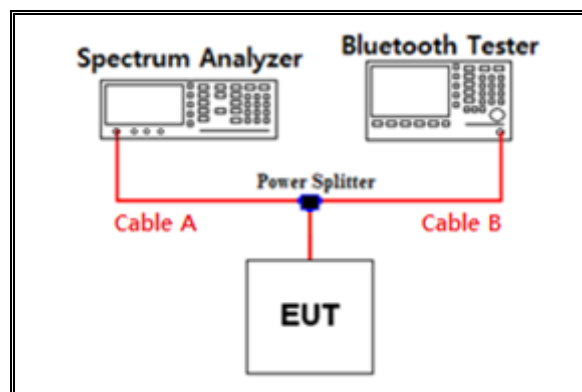 Spectrum Analyzer
Bluetooth Tester
Power Splitter
Cable A
Cable B
EUT